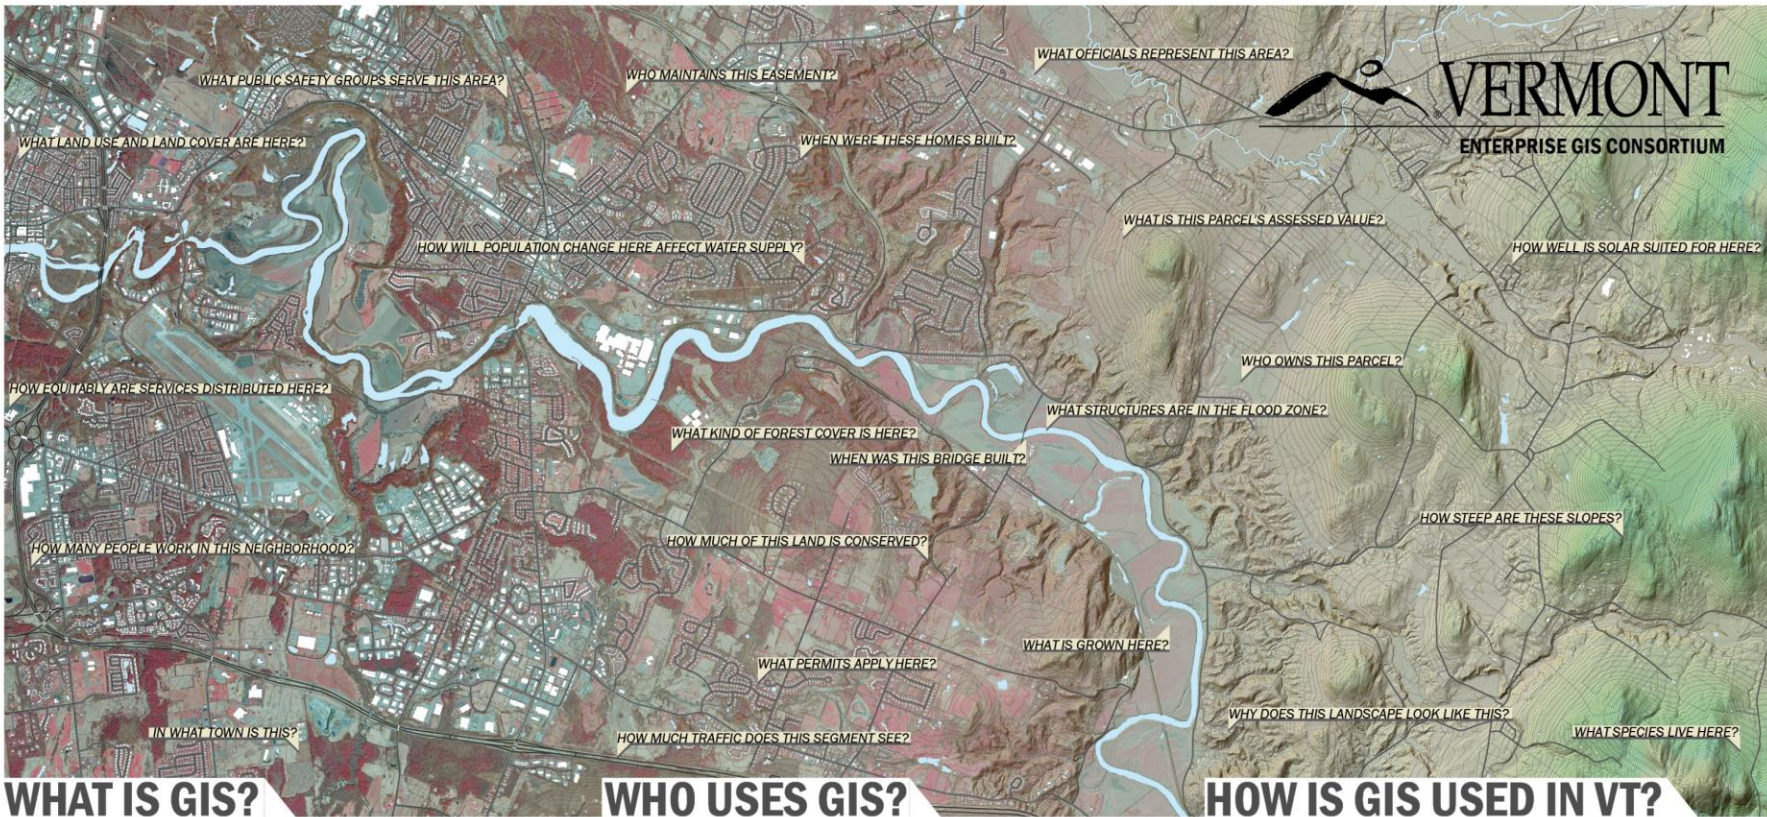 WHAT OFFICIALS REPRESENT THIS AREA?
WHAT PUBLIC SAFETY GROUPS SERVE THIS AREA?
WHO MAINTAINS THIS EASEMENT?
VERMONT
ENTERPRISE GIS CONSORTIUM
WHAT LAND USE AND LAND COVER ARE HERE?
WHEN WERE THESE HOMES BUILT?
WHAT IS THIS PARCEL'S ASSESSED VALUE?
HOW WILL POPULATION CHANGE HERE AFFECT WATER SUPPLY?
HOW WELL IS SOLAR SUITED FOR HERE?
WHO OWNS THIS PARCEL?
HOW EQUITABLY ARE SERVICES DISTRIBUTED HERE?
WHAT STRUCTURES ARE IN THE FLOOD ZONE?
WHAT KIND OF FOREST COVER IS HERE?
WHEN WAS THIS BRIDGE BUILT?
HOW STEEP ARE THESE SLOPES?
HOW MANY PEOPLE WORK IN THIS NEIGHBORHOOD?
HOW MUCH OF THIS LAND IS CONSERVED?
WHAT IS GROWN HERE?
WHAT PERMITS APPLY HERE?
WHY DOES THIS LANDSCAPE LOOK LIKE THIS?
IN WHAT TOWN IS THIS?
HOW MUCH TRAFFIC DOES THIS SEGMENT SEE?
WHAT SPECIES LIVE HERE?
WHAT IS GIS?
WHO USES GIS?
HOW IS GIS USED IN VT?